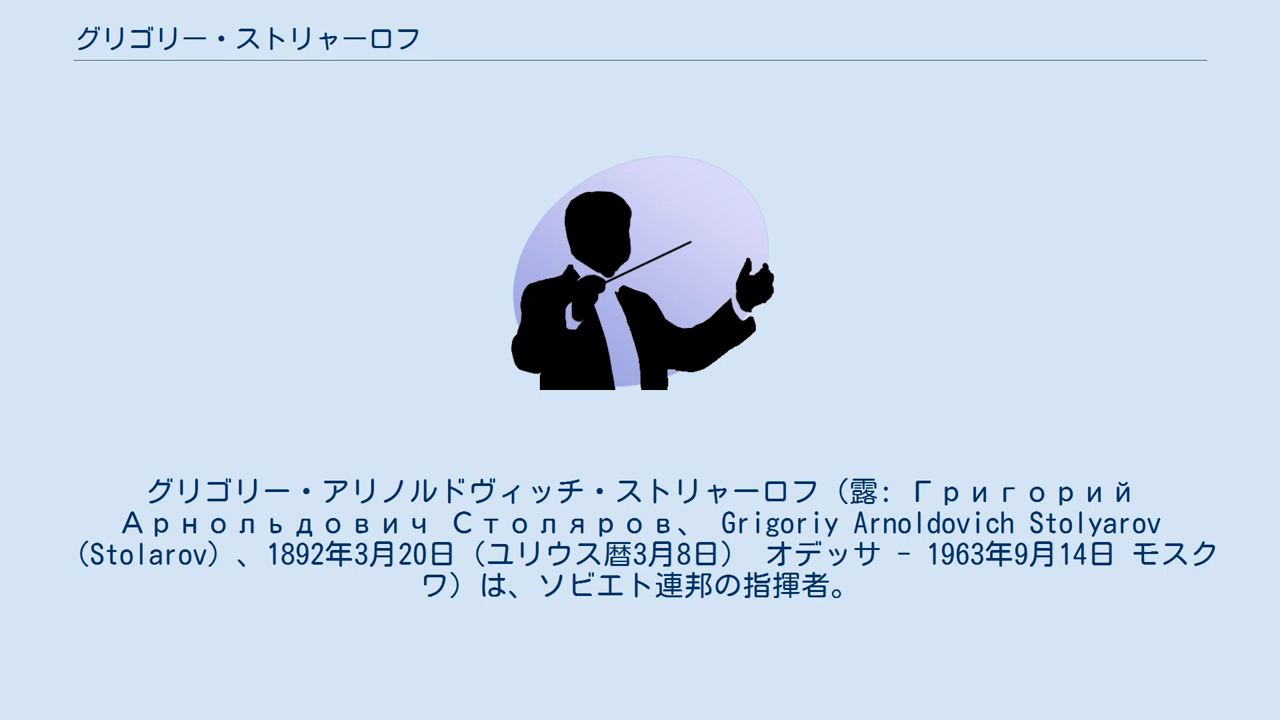 グリゴリー・ストリャーロフ
グリゴリー・アリノルドヴィッチ・ストリャーロフ（露: Григорий
Арнольдович Столяров、 Grigoriy Arnoldovich Stolyarov
（Stolarov）、1892年3月20日（ユリウス暦3月8日） オデッサ - 1963年9月14日 モスク
ワ）は、ソビエト連邦の指揮者。